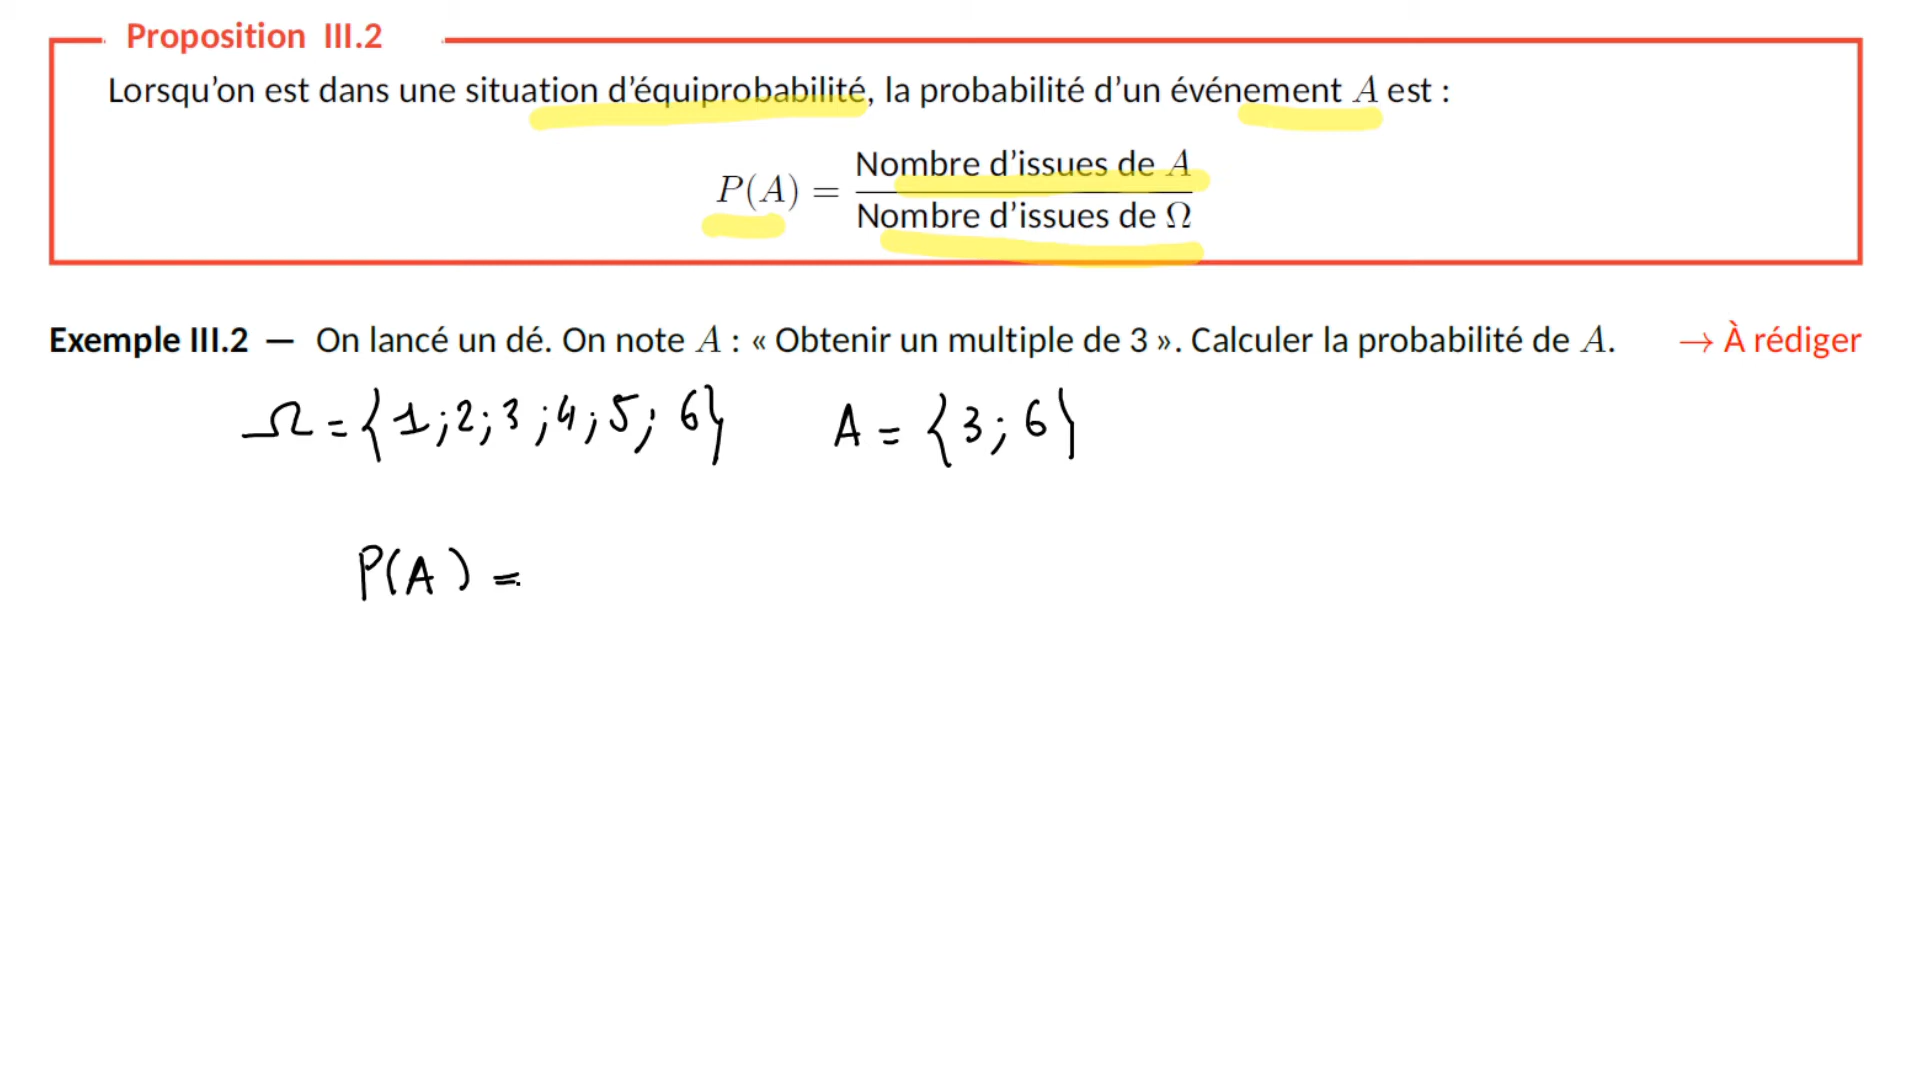 Proposition III.2
Lorsqu'on est dans une situation d'équiprobabilité, la probabilité d'un événement A est :
P(A) = Nombre d'issues de A / Nombre d'issues de Ω
Exemple III.2 — On lancé un dé. On note A : « Obtenir un multiple de 3 ». Calculer la probabilité de A. → À rédiger
Ω = {1;2;3;4;5;6} A = {3;6}
P(A) =